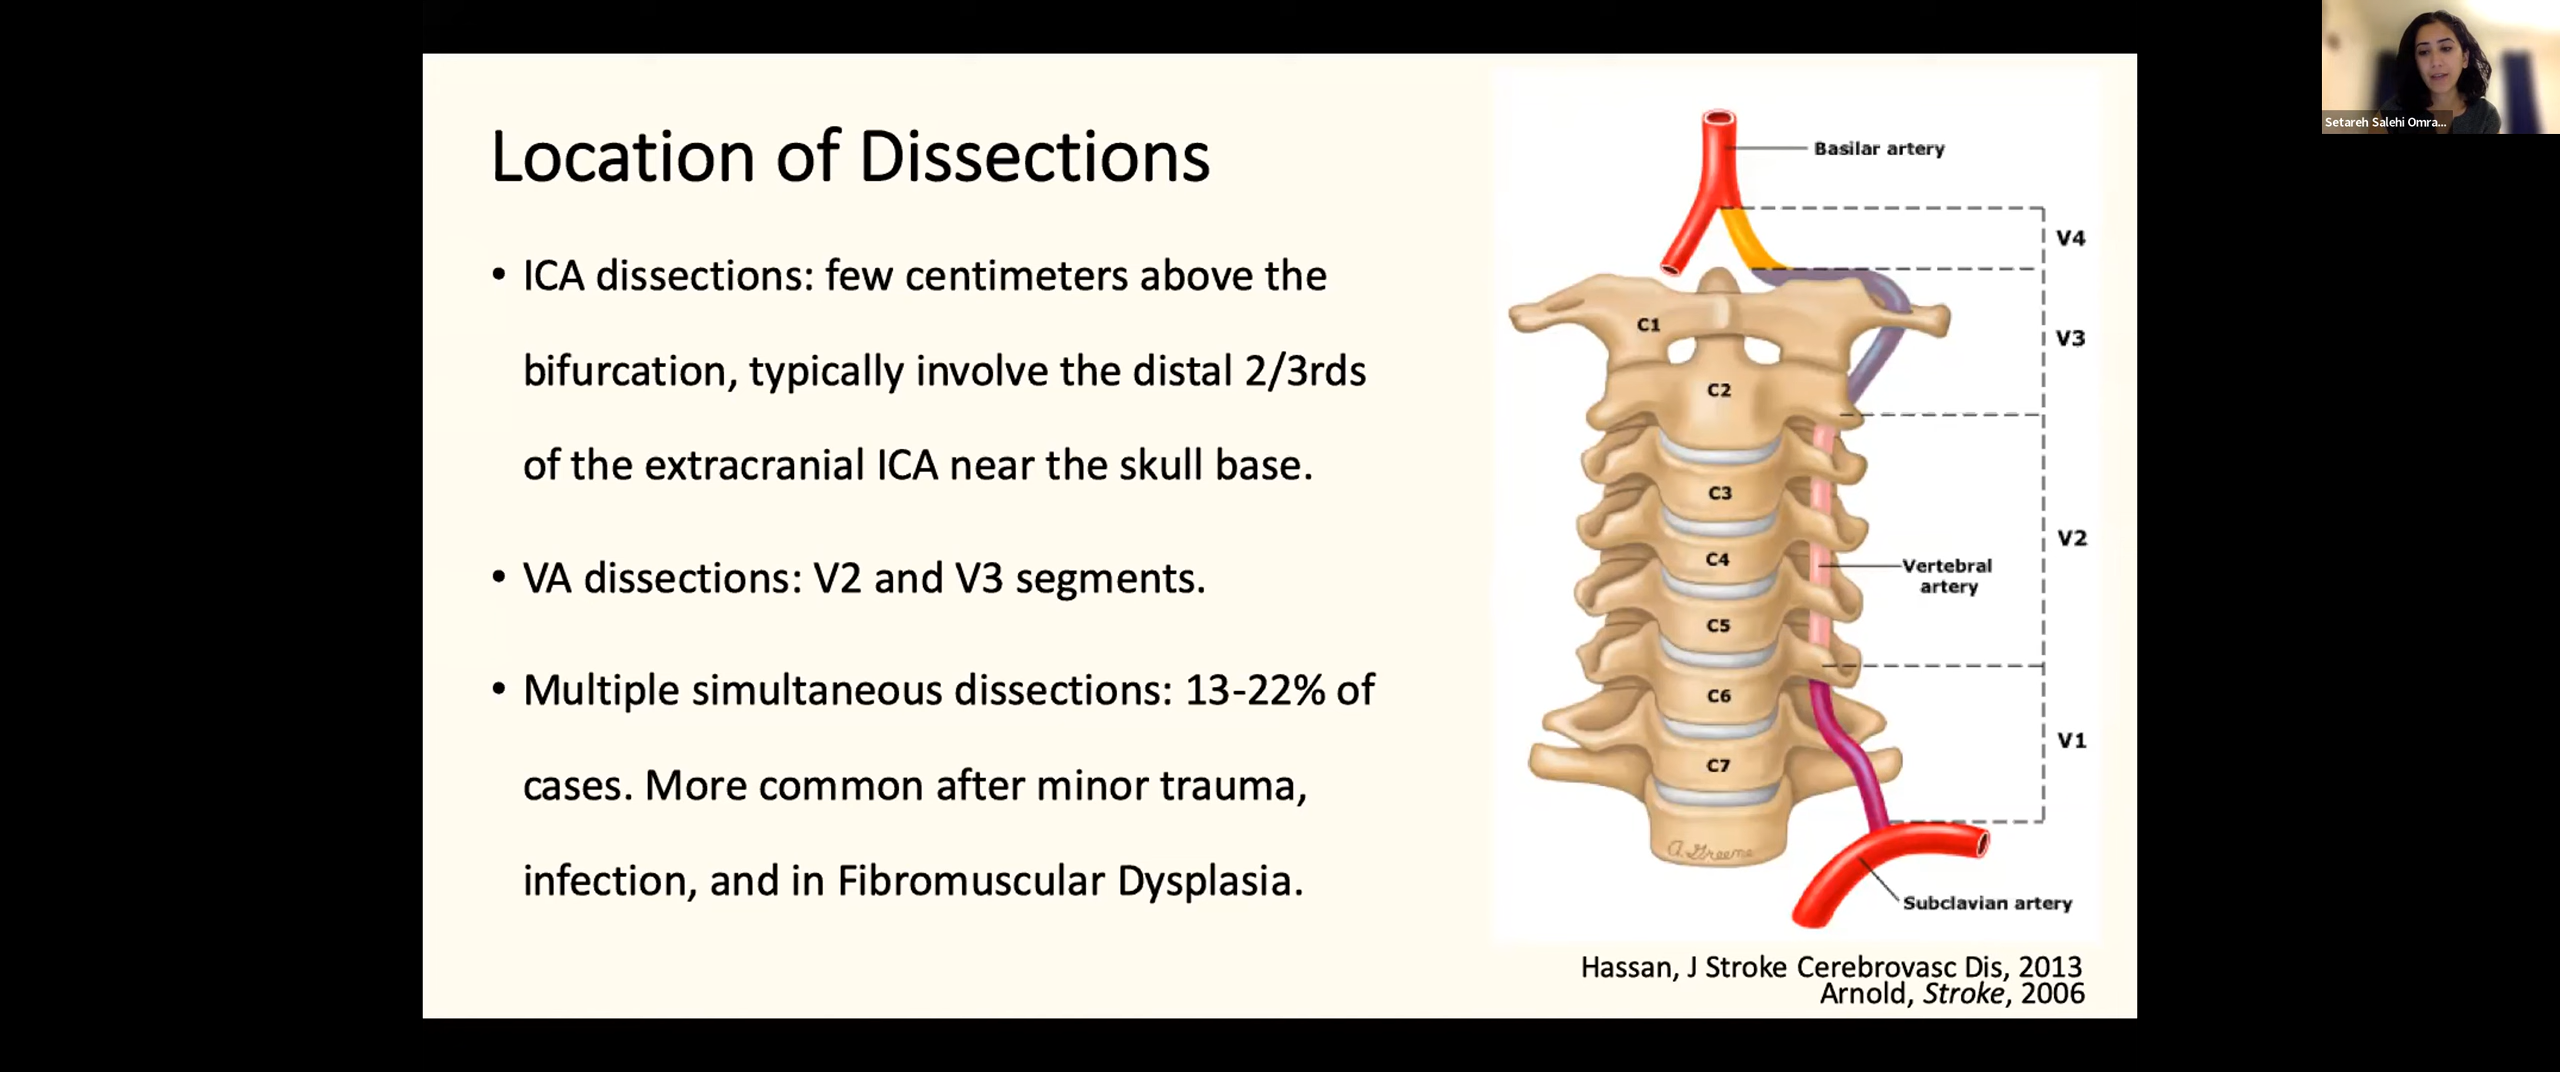 Location of Dissections
• ICA dissections: few centimeters above the
bifurcation, typically involve the distal 2/3rds
of the extracranial ICA near the skull base.
• VA dissections: V2 and V3 segments.
• Multiple simultaneous dissections: 13-22% of
cases. More common after minor trauma,
infection, and in Fibromuscular Dysplasia.
Basilar artery
V4
C1
V3
C2
C3
V2
C4
Vertebral
artery
C5
C6
V1
C7
A. Greene
Subclavian artery
Hassan, J Stroke Cerebrovasc Dis, 2013
Arnold, Stroke, 2006
Setareh Salehi Omra...